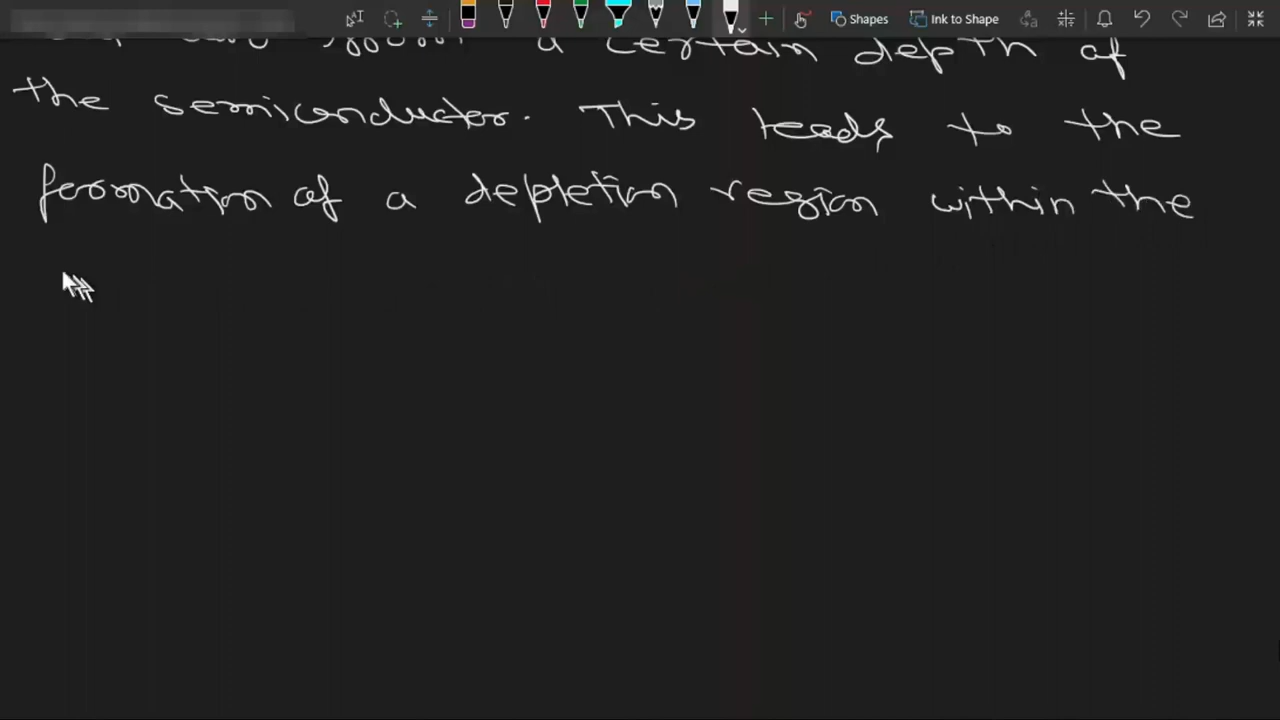 Shapes Ink to Shape
a certain depth of
the semiconductor. This leads to the
formation of a depletion region within the